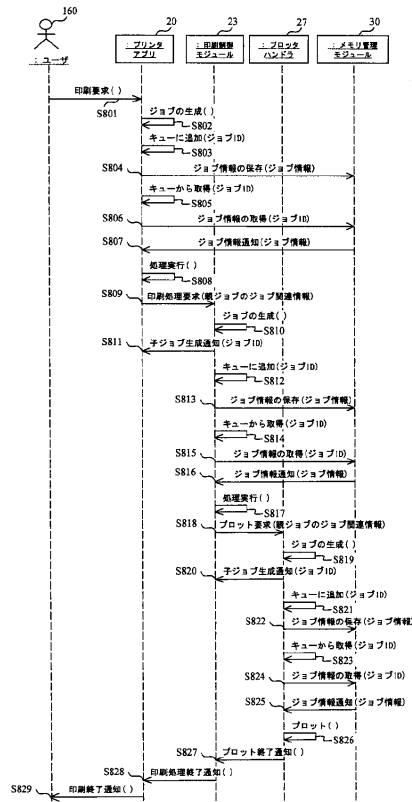 160
20
23
27
30
: ユーザ
: プリンタ
アプリ
: 印刷制御
モジュール
: プロッタ
ハンドラ
: メモリ管理
モジュール
印刷要求( )
S801
ジョブの生成( )
S802
キューに追加(ジョブID)
S803
S804
ジョブ情報の保存(ジョブ情報)
キューから取得(ジョブID)
S805
S806
ジョブ情報の取得(ジョブID)
S807
ジョブ情報通知(ジョブ情報)
処理実行( )
S808
S809
印刷処理要求(親ジョブのジョブ関連情報)
ジョブの生成( )
S810
S811
子ジョブ生成通知(ジョブID)
キューに追加(ジョブID)
S812
S813
ジョブ情報の保存(ジョブ情報)
キューから取得(ジョブID)
S814
S815
ジョブ情報の取得(ジョブID)
S816
ジョブ情報通知(ジョブ情報)
処理実行( )
S817
S818
プロット要求(親ジョブのジョブ関連情報)
ジョブの生成( )
S819
S820
子ジョブ生成通知(ジョブID)
キューに追加(ジョブID)
S821
S822
ジョブ情報の保存(ジョブ情報)
キューから取得(ジョブID)
S823
S824
ジョブ情報の取得(ジョブID)
S825
ジョブ情報通知(ジョブ情報)
プロット( )
S826
S827
プロット終了通知( )
S828
印刷処理終了通知( )
S829
印刷終了通知( )